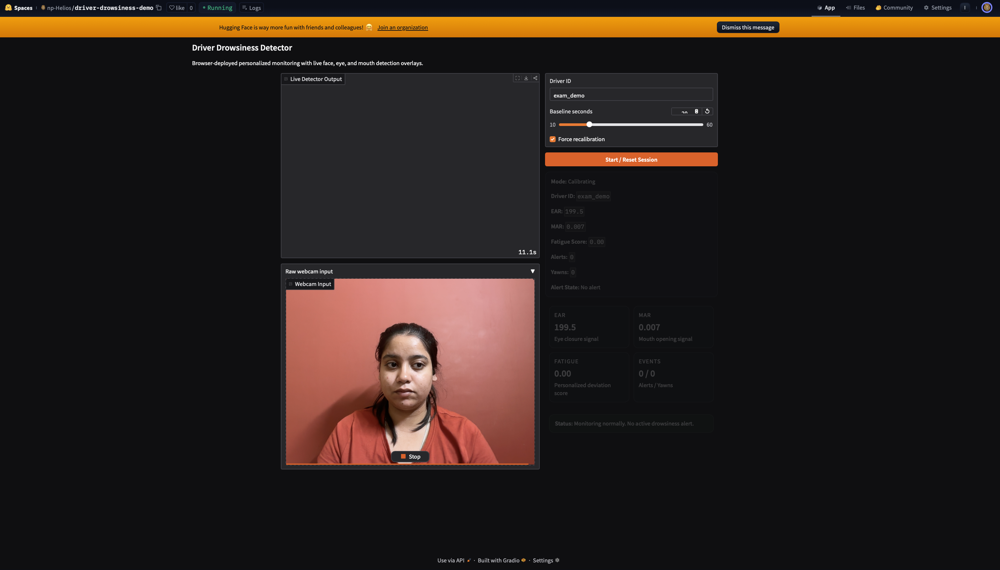 Spaces np-Helios/driver-drowsiness-demo like 0 Running Logs App Files Community Settings
Hugging Face is way more fun with friends and colleagues! Join an organization Dismiss this message
Driver Drowsiness Detector
Browser-deployed personalized monitoring with live face, eye, and mouth detection overlays.
Live Detector Output
11.1s
Raw webcam input
Webcam Input
Stop
Driver ID
exam_demo
Baseline seconds
10 60
Force recalibration
Start / Reset Session
Mode: Calibrating
Driver ID: exam_demo
EAR: 199.5
MAR: 0.007
Fatigue Score: 0.00
Alerts: 0
Yawns: 0
Alert State: No alert
EAR
199.5
Eye closure signal
MAR
0.007
Mouth opening signal
FATIGUE
0.00
Personalized deviation
score
EVENTS
0 / 0
Alerts / Yawns
Status: Monitoring normally. No active drowsiness alert.
Use via API · Built with Gradio · Settings